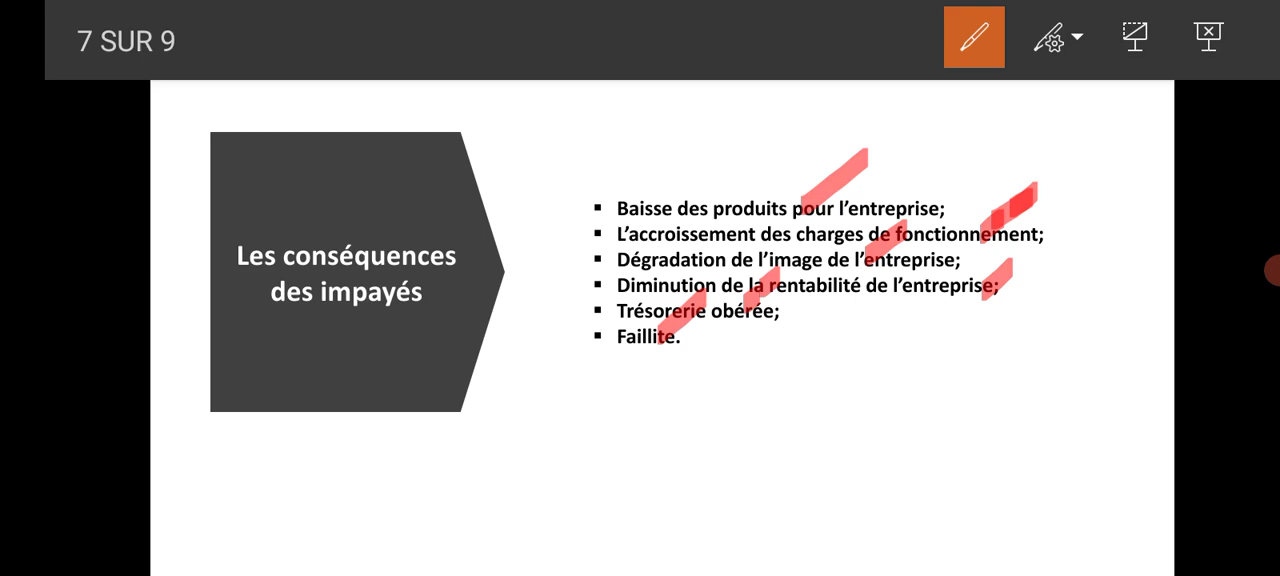 7 SUR 9
Les conséquences
des impayés
▪ Baisse des produits pour l'entreprise;
▪ L'accroissement des charges de fonctionnement;
▪ Dégradation de l'image de l'entreprise;
▪ Diminution de la rentabilité de l'entreprise;
▪ Trésorerie obérée;
▪ Faillite.